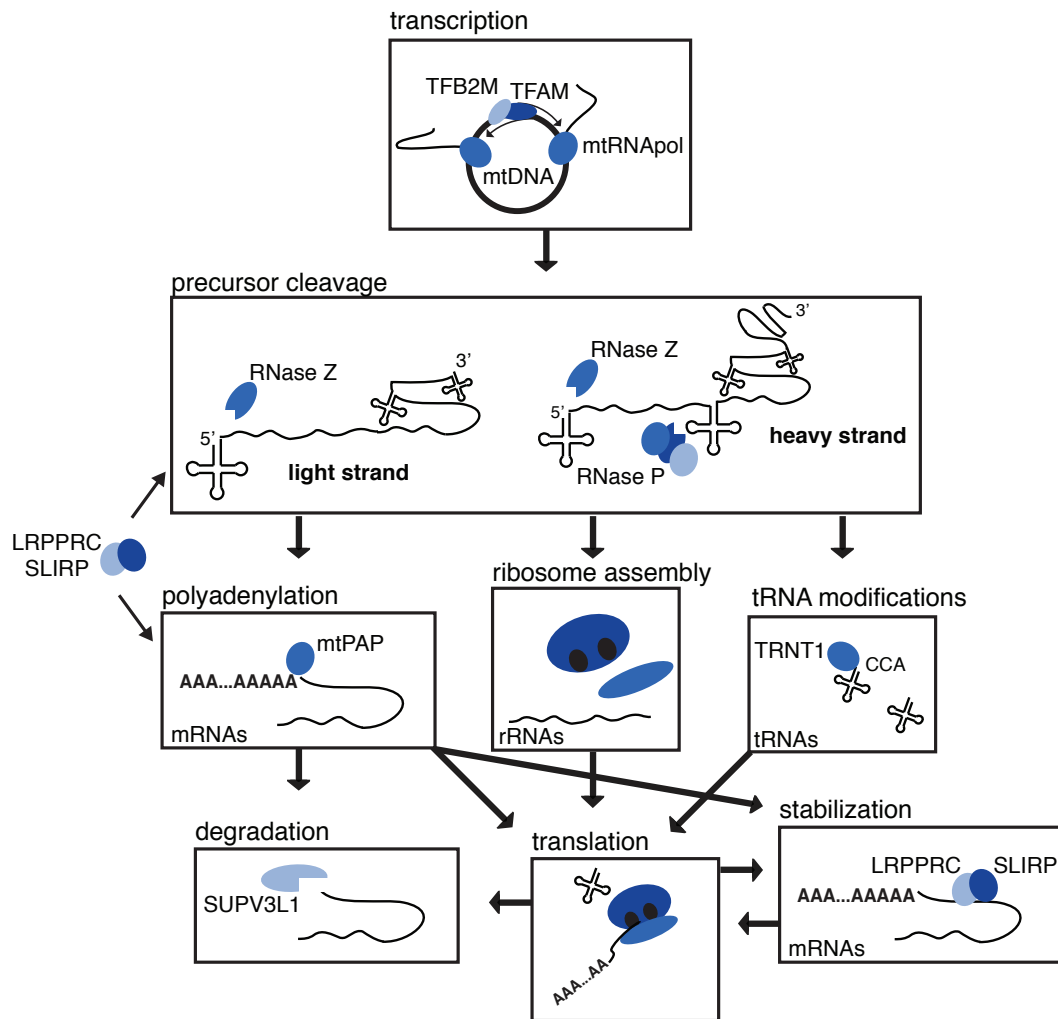 transcription
TFB2M
TFAM
mtRNApol
mtDNA
precursor cleavage
RNase Z
3'
5'
light strand
RNase Z
3'
5'
heavy strand
RNase P
LRPPRC
SLIRP
polyadenylation
mtPAP
AAA...AAAAA
mRNAs
ribosome assembly
rRNAs
tRNA modifications
TRNT1
CCA
tRNAs
degradation
SUPV3L1
translation
AAA...AA
stabilization
LRPPRC
SLIRP
AAA...AAAAA
mRNAs